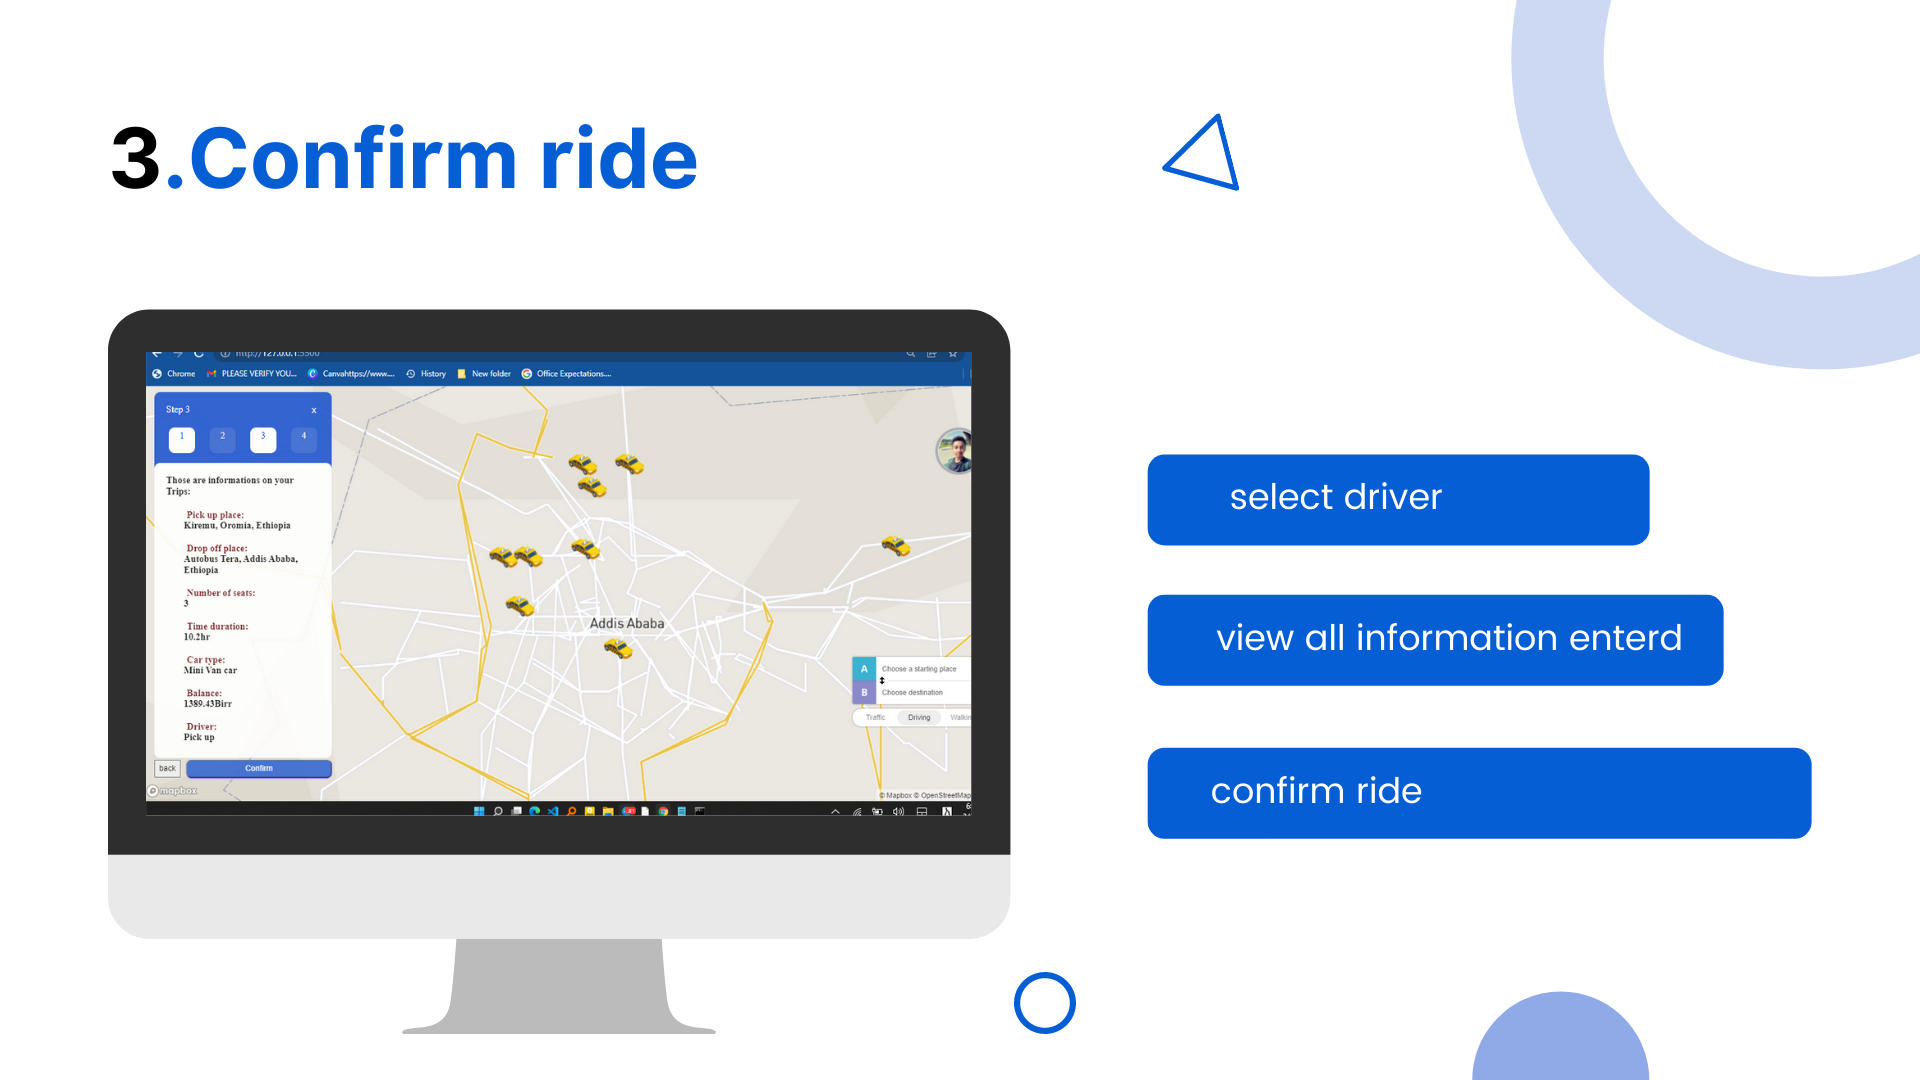 3.Confirm ride
http://127.0.0.1:5500
Chrome
PLEASE VERIFY YOU...
Canvahttps://www....
History
New folder
Office Expectations....
Step 3
x
1
2
3
4
Those are informations on your
Trips:
Pick up place:
Kiremu, Oromia, Ethiopia
Drop off place:
Autobus Tera, Addis Ababa,
Ethiopia
Number of seats:
3
Time duration:
10.2hr
Car type:
Mini Van car
Balance:
1389.43Birr
Driver:
Pick up
back
Confirm
mapbox
Addis Ababa
A
Choose a starting place
B
Choose destination
Traffic
Driving
Walkin
© Mapbox © OpenStreetMap
select driver
view all information enterd
confirm ride